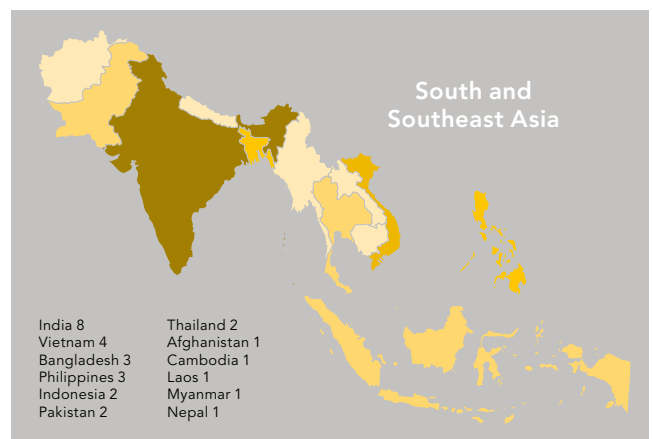 South and
Southeast Asia
India 8
Vietnam 4
Bangladesh 3
Philippines 3
Indonesia 2
Pakistan 2
Thailand 2
Afghanistan 1
Cambodia 1
Laos 1
Myanmar 1
Nepal 1